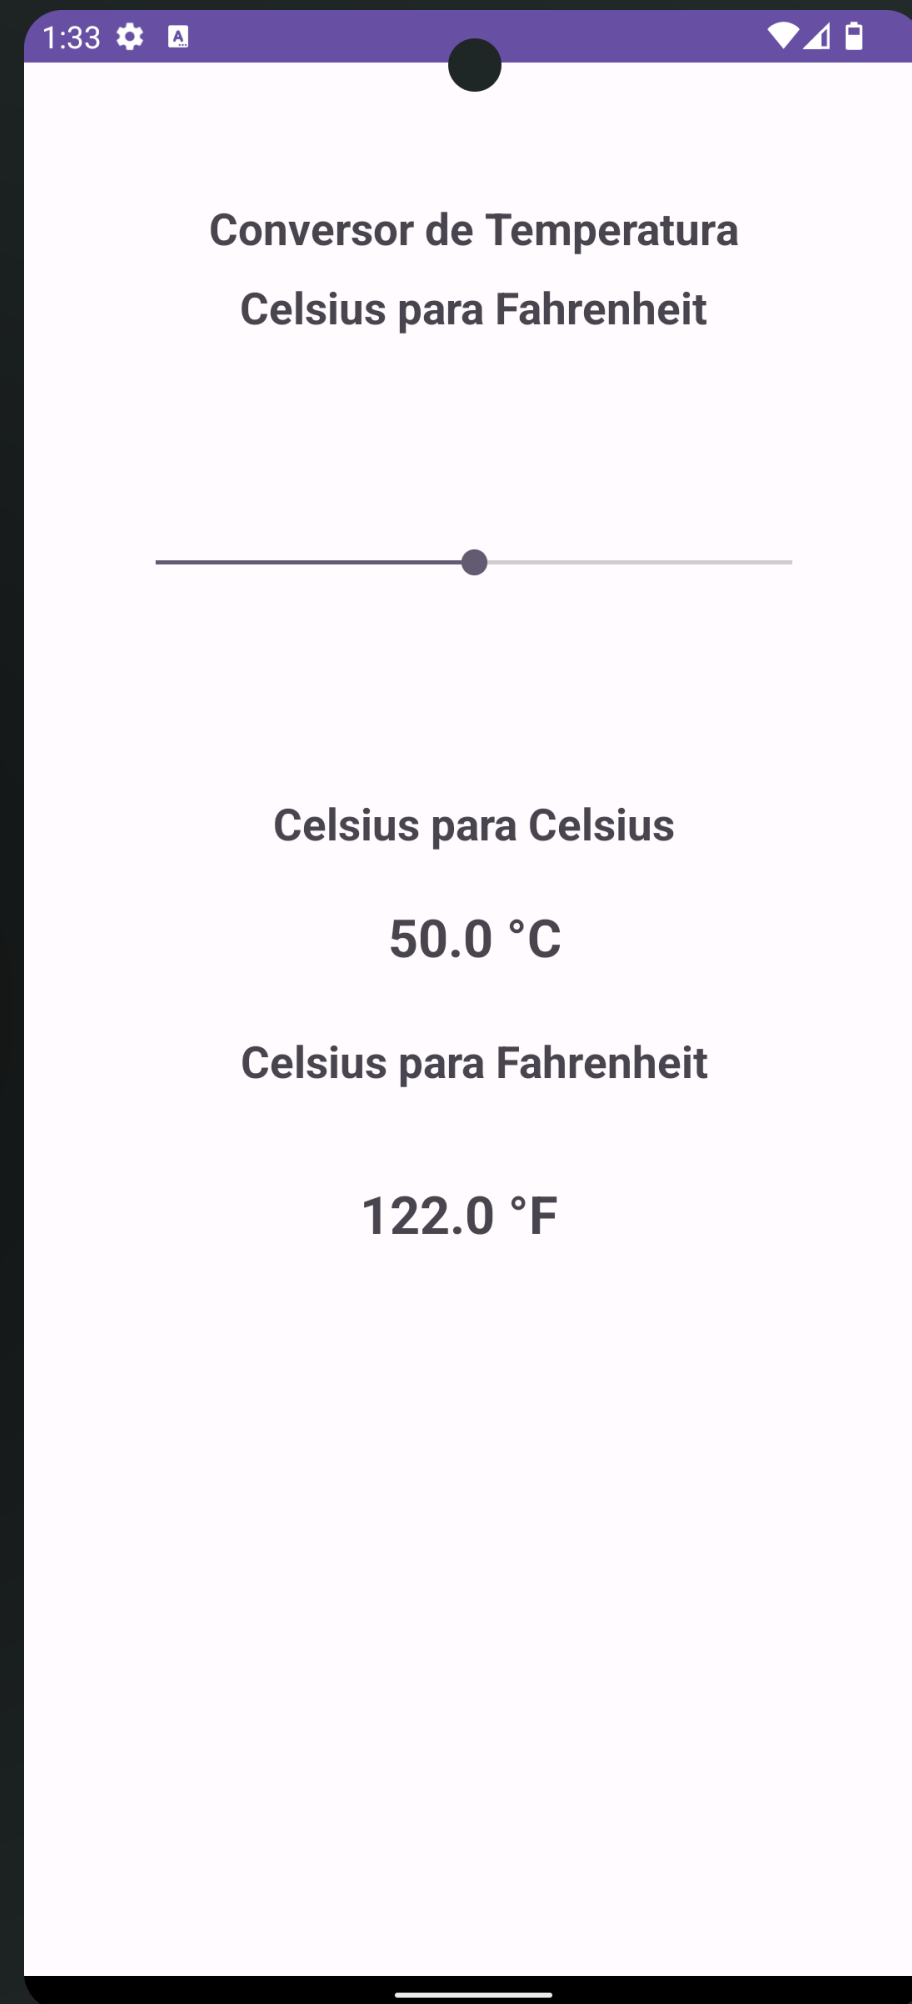 1:33
Conversor de Temperatura
Celsius para Fahrenheit
Celsius para Celsius
50.0 °C
Celsius para Fahrenheit
122.0 °F